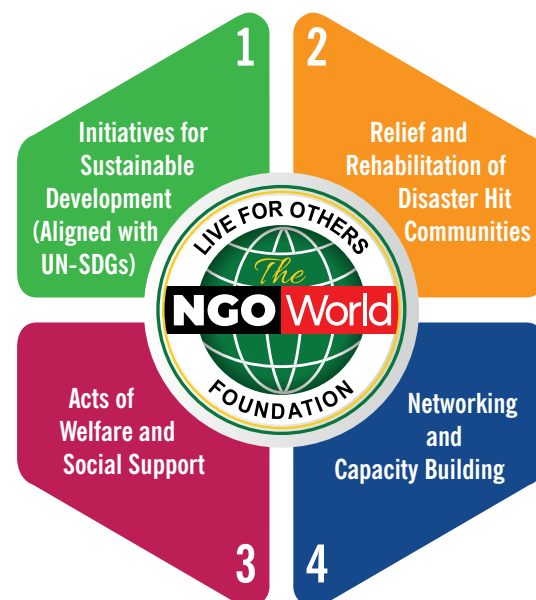 1
Initiatives for
Sustainable
Development
(Aligned with
UN-SDGs)
2
Relief and
Rehabilitation of
Disaster Hit
Communities
LIVE FOR OTHERS
The
NGO World
FOUNDATION
Acts of
Welfare and
Social Support
3
Networking
and
Capacity Building
4